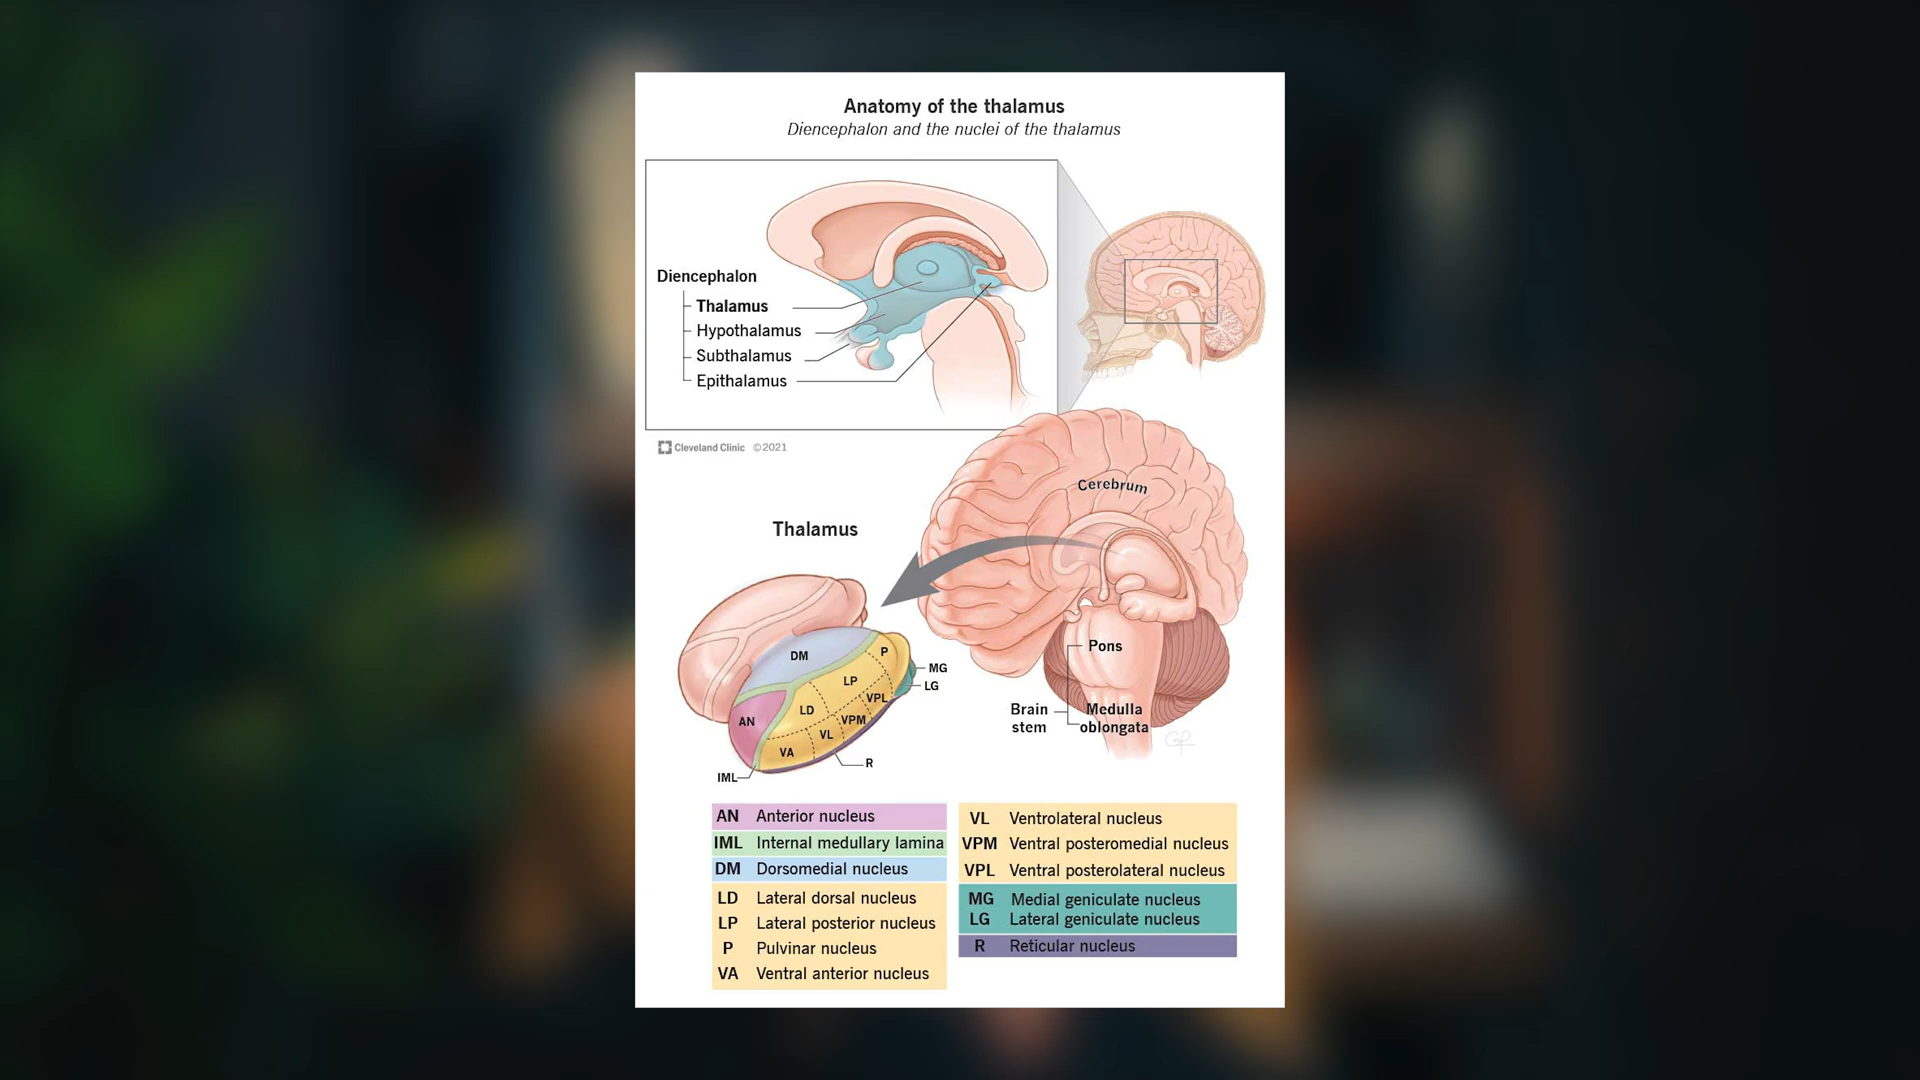 Anatomy of the thalamus
Diencephalon and the nuclei of the thalamus
Diencephalon
Thalamus
Hypothalamus
Subthalamus
Epithalamus
Cleveland Clinic ©2021
Cerebrum
Thalamus
DM
P
MG
LP
LG
VPL
AN
LD
VPM
VL
VA
R
IML
Pons
Brain
stem
Medulla
oblongata
AN Anterior nucleus
IML Internal medullary lamina
DM Dorsomedial nucleus
LD Lateral dorsal nucleus
LP Lateral posterior nucleus
P Pulvinar nucleus
VA Ventral anterior nucleus
VL Ventrolateral nucleus
VPM Ventral posteromedial nucleus
VPL Ventral posterolateral nucleus
MG Medial geniculate nucleus
LG Lateral geniculate nucleus
R Reticular nucleus